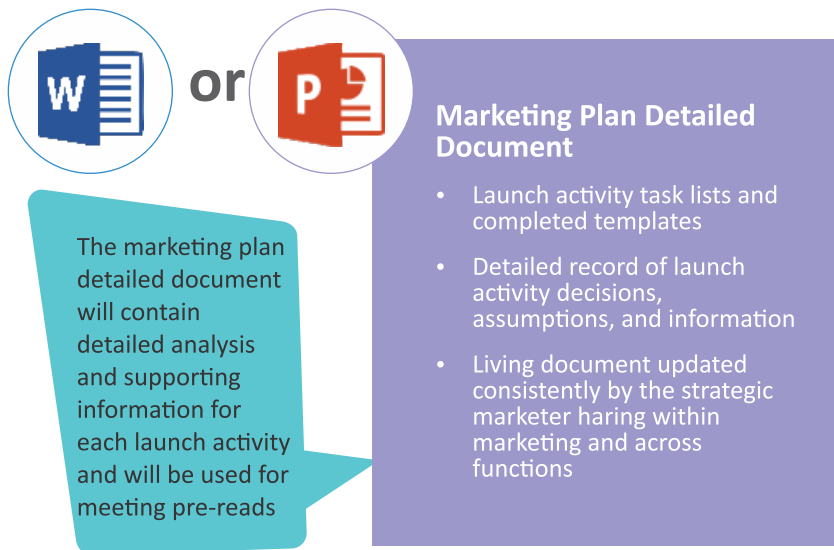 W
or
P
Marketing Plan Detailed
Document
• Launch activity task lists and
completed templates
• Detailed record of launch
activity decisions,
assumptions, and information
• Living document updated
consistently by the strategic
marketer haring within
marketing and across
functions
The marketing plan
detailed document
will contain
detailed analysis
and supporting
information for
each launch activity
and will be used for
meeting pre-reads